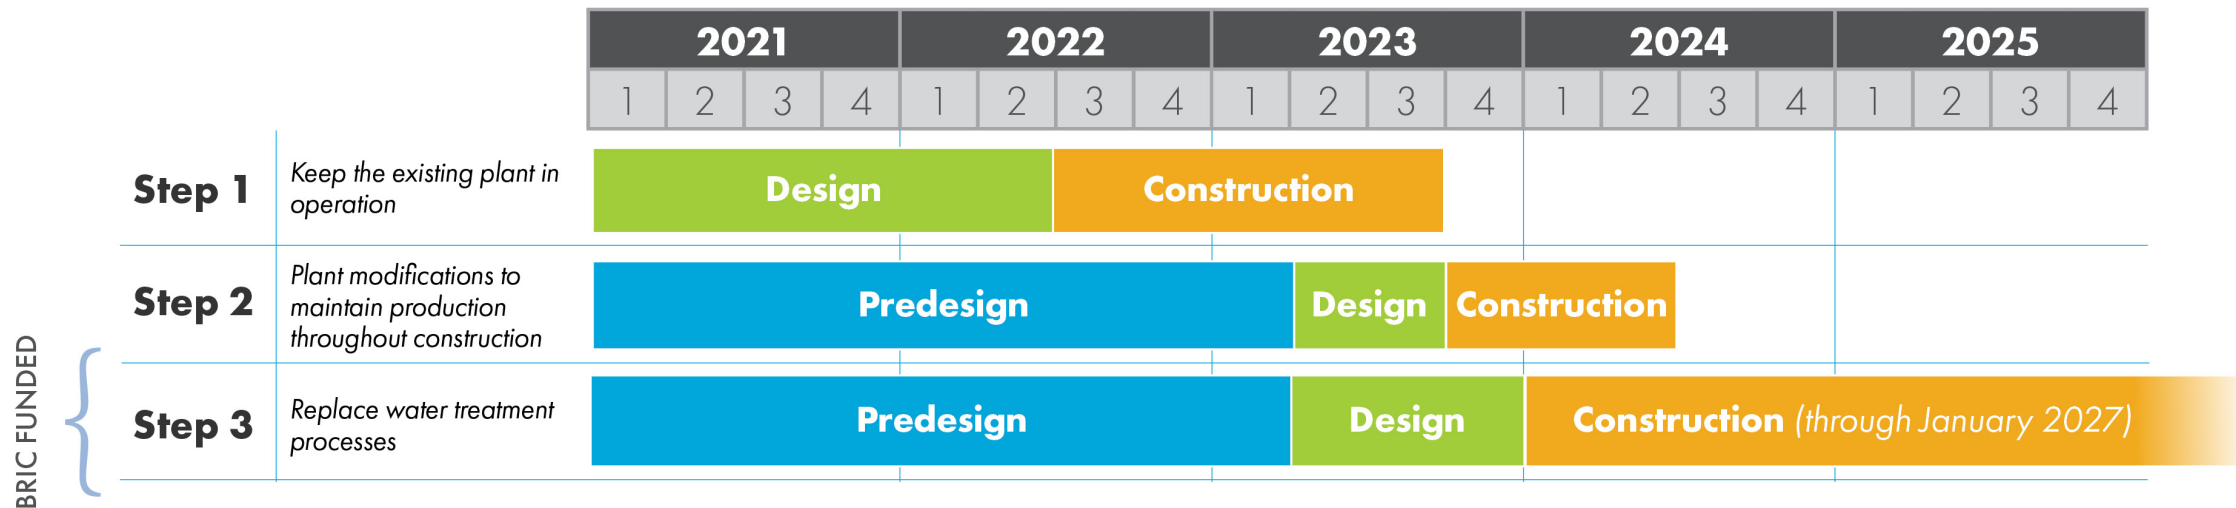 2021 2022 2023 2024 2025
1 2 3 4 1 2 3 4 1 2 3 4 1 2 3 4 1 2 3 4
Step 1
Keep the existing plant in
operation
Design
Construction
Step 2
Plant modifications to
maintain production
throughout construction
Predesign
Design
Construction
BRIC FUNDED
Step 3
Replace water treatment
processes
Predesign
Design
Construction (through January 2027)